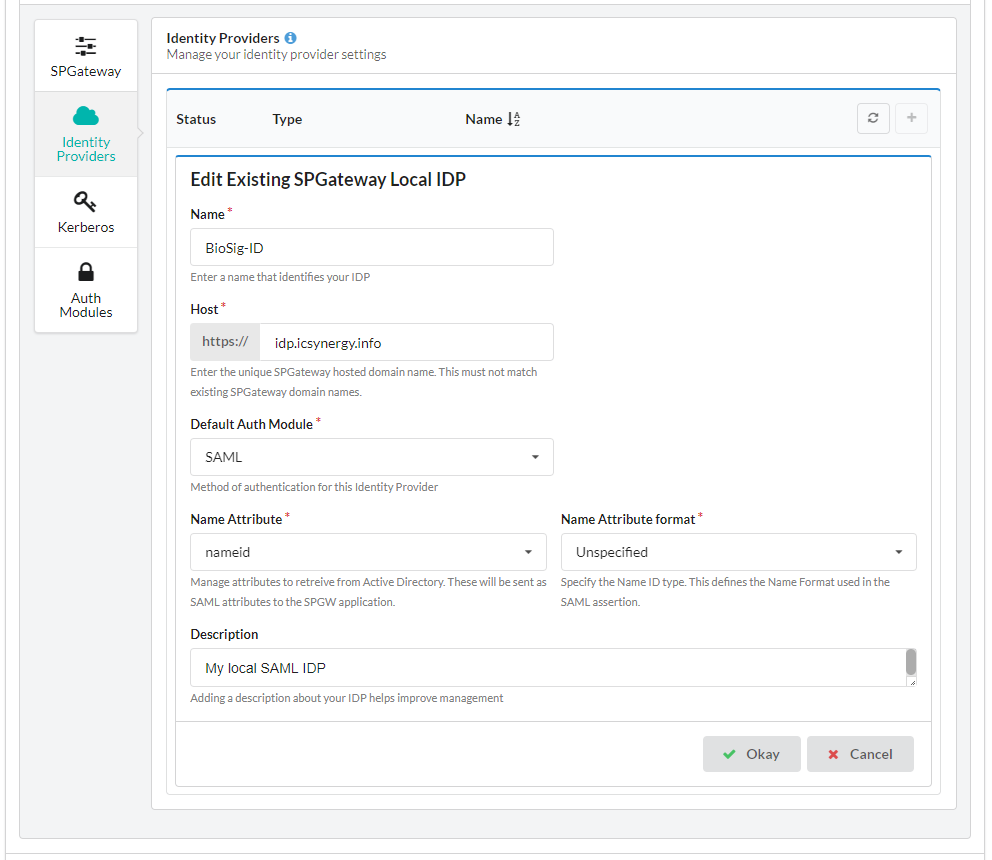 SPGateway
Identity
Providers
Kerberos
Auth
Modules
Identity Providers
Manage your identity provider settings
Status Type Name
Edit Existing SPGateway Local IDP
Name *
BioSig-ID
Enter a name that identifies your IDP
Host *
https:// idp.icsynergy.info
Enter the unique SPGateway hosted domain name. This must not match
existing SPGateway domain names.
Default Auth Module *
SAML
Method of authentication for this Identity Provider
Name Attribute *
nameid
Manage attributes to retreive from Active Directory. These will be sent as
SAML attributes to the SPGW application.
Name Attribute format *
Unspecified
Specify the Name ID type. This defines the Name Format used in the
SAML assertion.
Description
My local SAML IDP
Adding a description about your IDP helps improve management
Okay Cancel